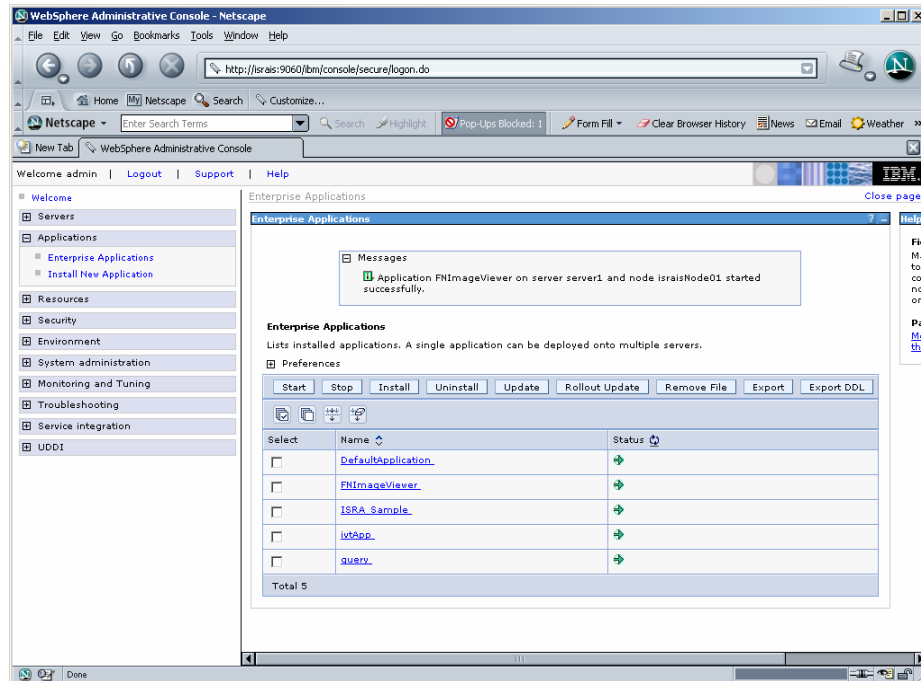 WebSphere Administrative Console - Netscape
File Edit View Go Bookmarks Tools Window Help
http://israis:9060/ibm/console/secure/logon.do
Home My Netscape Search Customize...
Netscape Enter Search Terms Search Highlight Pop-Ups Blocked: 1 Form Fill Clear Browser History News Email Weather »
New Tab WebSphere Administrative Console
Welcome admin | Logout | Support | Help IBM.
Welcome
Servers
Applications
Enterprise Applications
Install New Application
Resources
Security
Environment
System administration
Monitoring and Tuning
Troubleshooting
Service integration
UDDI
Enterprise Applications Close page
Enterprise Applications ? Help
Messages
Application FNImageViewer on server server1 and node israisNode01 started
successfully.
Enterprise Applications
Lists installed applications. A single application can be deployed onto multiple servers.
Preferences
Start Stop Install Uninstall Update Rollout Update Remove File Export Export DDL
Select Name Status
DefaultApplication
FNImageViewer
ISRA_Sample
ivtApp
query
Total 5
Done